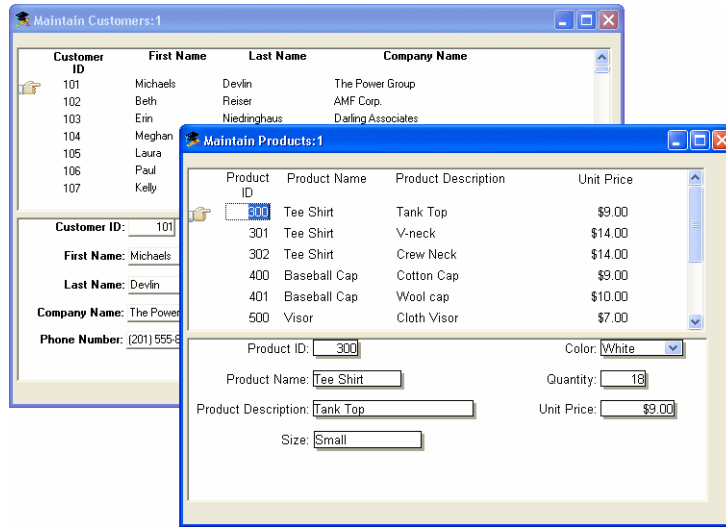 Maintain Customers:1
Customer ID First Name Last Name Company Name
101 Michaels Devlin The Power Group
102 Beth Reiser AMF Corp.
103 Erin Niedringhaus Darling Associates
104 Meghan
105 Laura
106 Paul
107 Kelly
Customer ID: 101
First Name: Michaels
Last Name: Devlin
Company Name: The Power
Phone Number: (201) 555-8
Maintain Products:1
Product ID Product Name Product Description Unit Price
300 Tee Shirt Tank Top $9.00
301 Tee Shirt V-neck $14.00
302 Tee Shirt Crew Neck $14.00
400 Baseball Cap Cotton Cap $9.00
401 Baseball Cap Wool cap $10.00
500 Visor Cloth Visor $7.00
Product ID: 300 Color: White
Product Name: Tee Shirt Quantity: 18
Product Description: Tank Top Unit Price: $9.00
Size: Small